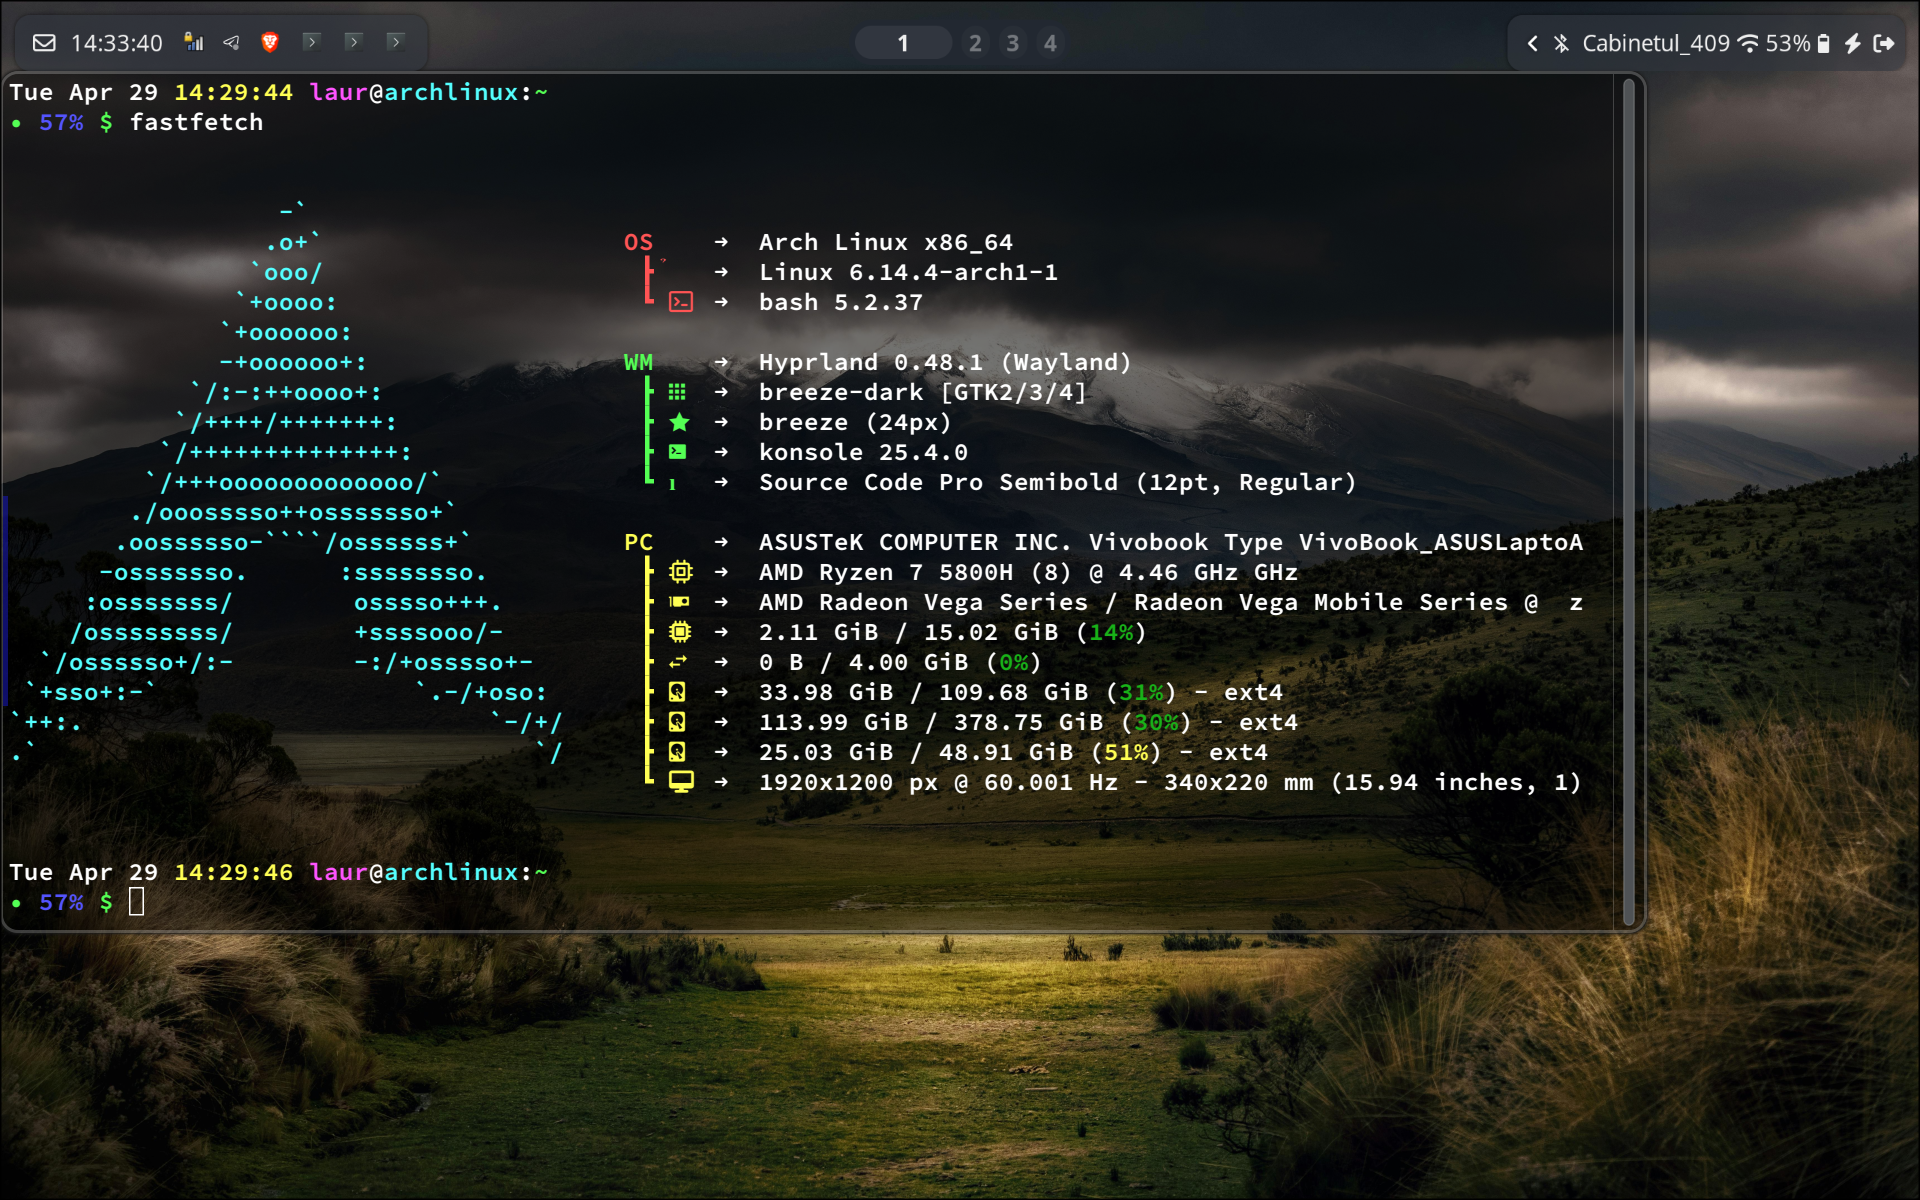 14:33:40
1 2 3 4
Cabinetul_409 53%
Tue Apr 29 14:29:44 laur@archlinux:~
• 57% $ fastfetch
-`
.o+`
`ooo/
`+oooo:
`+oooooo:
-+oooooo+:
`/:-:++oooo+:
`/++++/+++++++:
`/++++++++++++++:
`/+++ooooooooooooo/`
./ooosssso++osssssso+`
.oossssso-````/ossssss+`
-osssssso. :ssssssso.
:osssssss/ osssso+++.
/ossssssss/ +ssssooo/-
`/ossssso+/:- -:/+osssso+-
`+sso+:-` `.-/+oso:
`++:. `-/+/
.` `/
OS → Arch Linux x86_64
→ Linux 6.14.4-arch1-1
→ bash 5.2.37
WM → Hyprland 0.48.1 (Wayland)
→ breeze-dark [GTK2/3/4]
→ breeze (24px)
→ konsole 25.4.0
→ Source Code Pro Semibold (12pt, Regular)
PC → ASUSTeK COMPUTER INC. Vivobook Type VivoBook_ASUSLaptoA
→ AMD Ryzen 7 5800H (8) @ 4.46 GHz GHz
→ AMD Radeon Vega Series / Radeon Vega Mobile Series @ z
→ 2.11 GiB / 15.02 GiB (14%)
→ 0 B / 4.00 GiB (0%)
→ 33.98 GiB / 109.68 GiB (31%) - ext4
→ 113.99 GiB / 378.75 GiB (30%) - ext4
→ 25.03 GiB / 48.91 GiB (51%) - ext4
→ 1920x1200 px @ 60.001 Hz - 340x220 mm (15.94 inches, 1)
Tue Apr 29 14:29:46 laur@archlinux:~
• 57% $